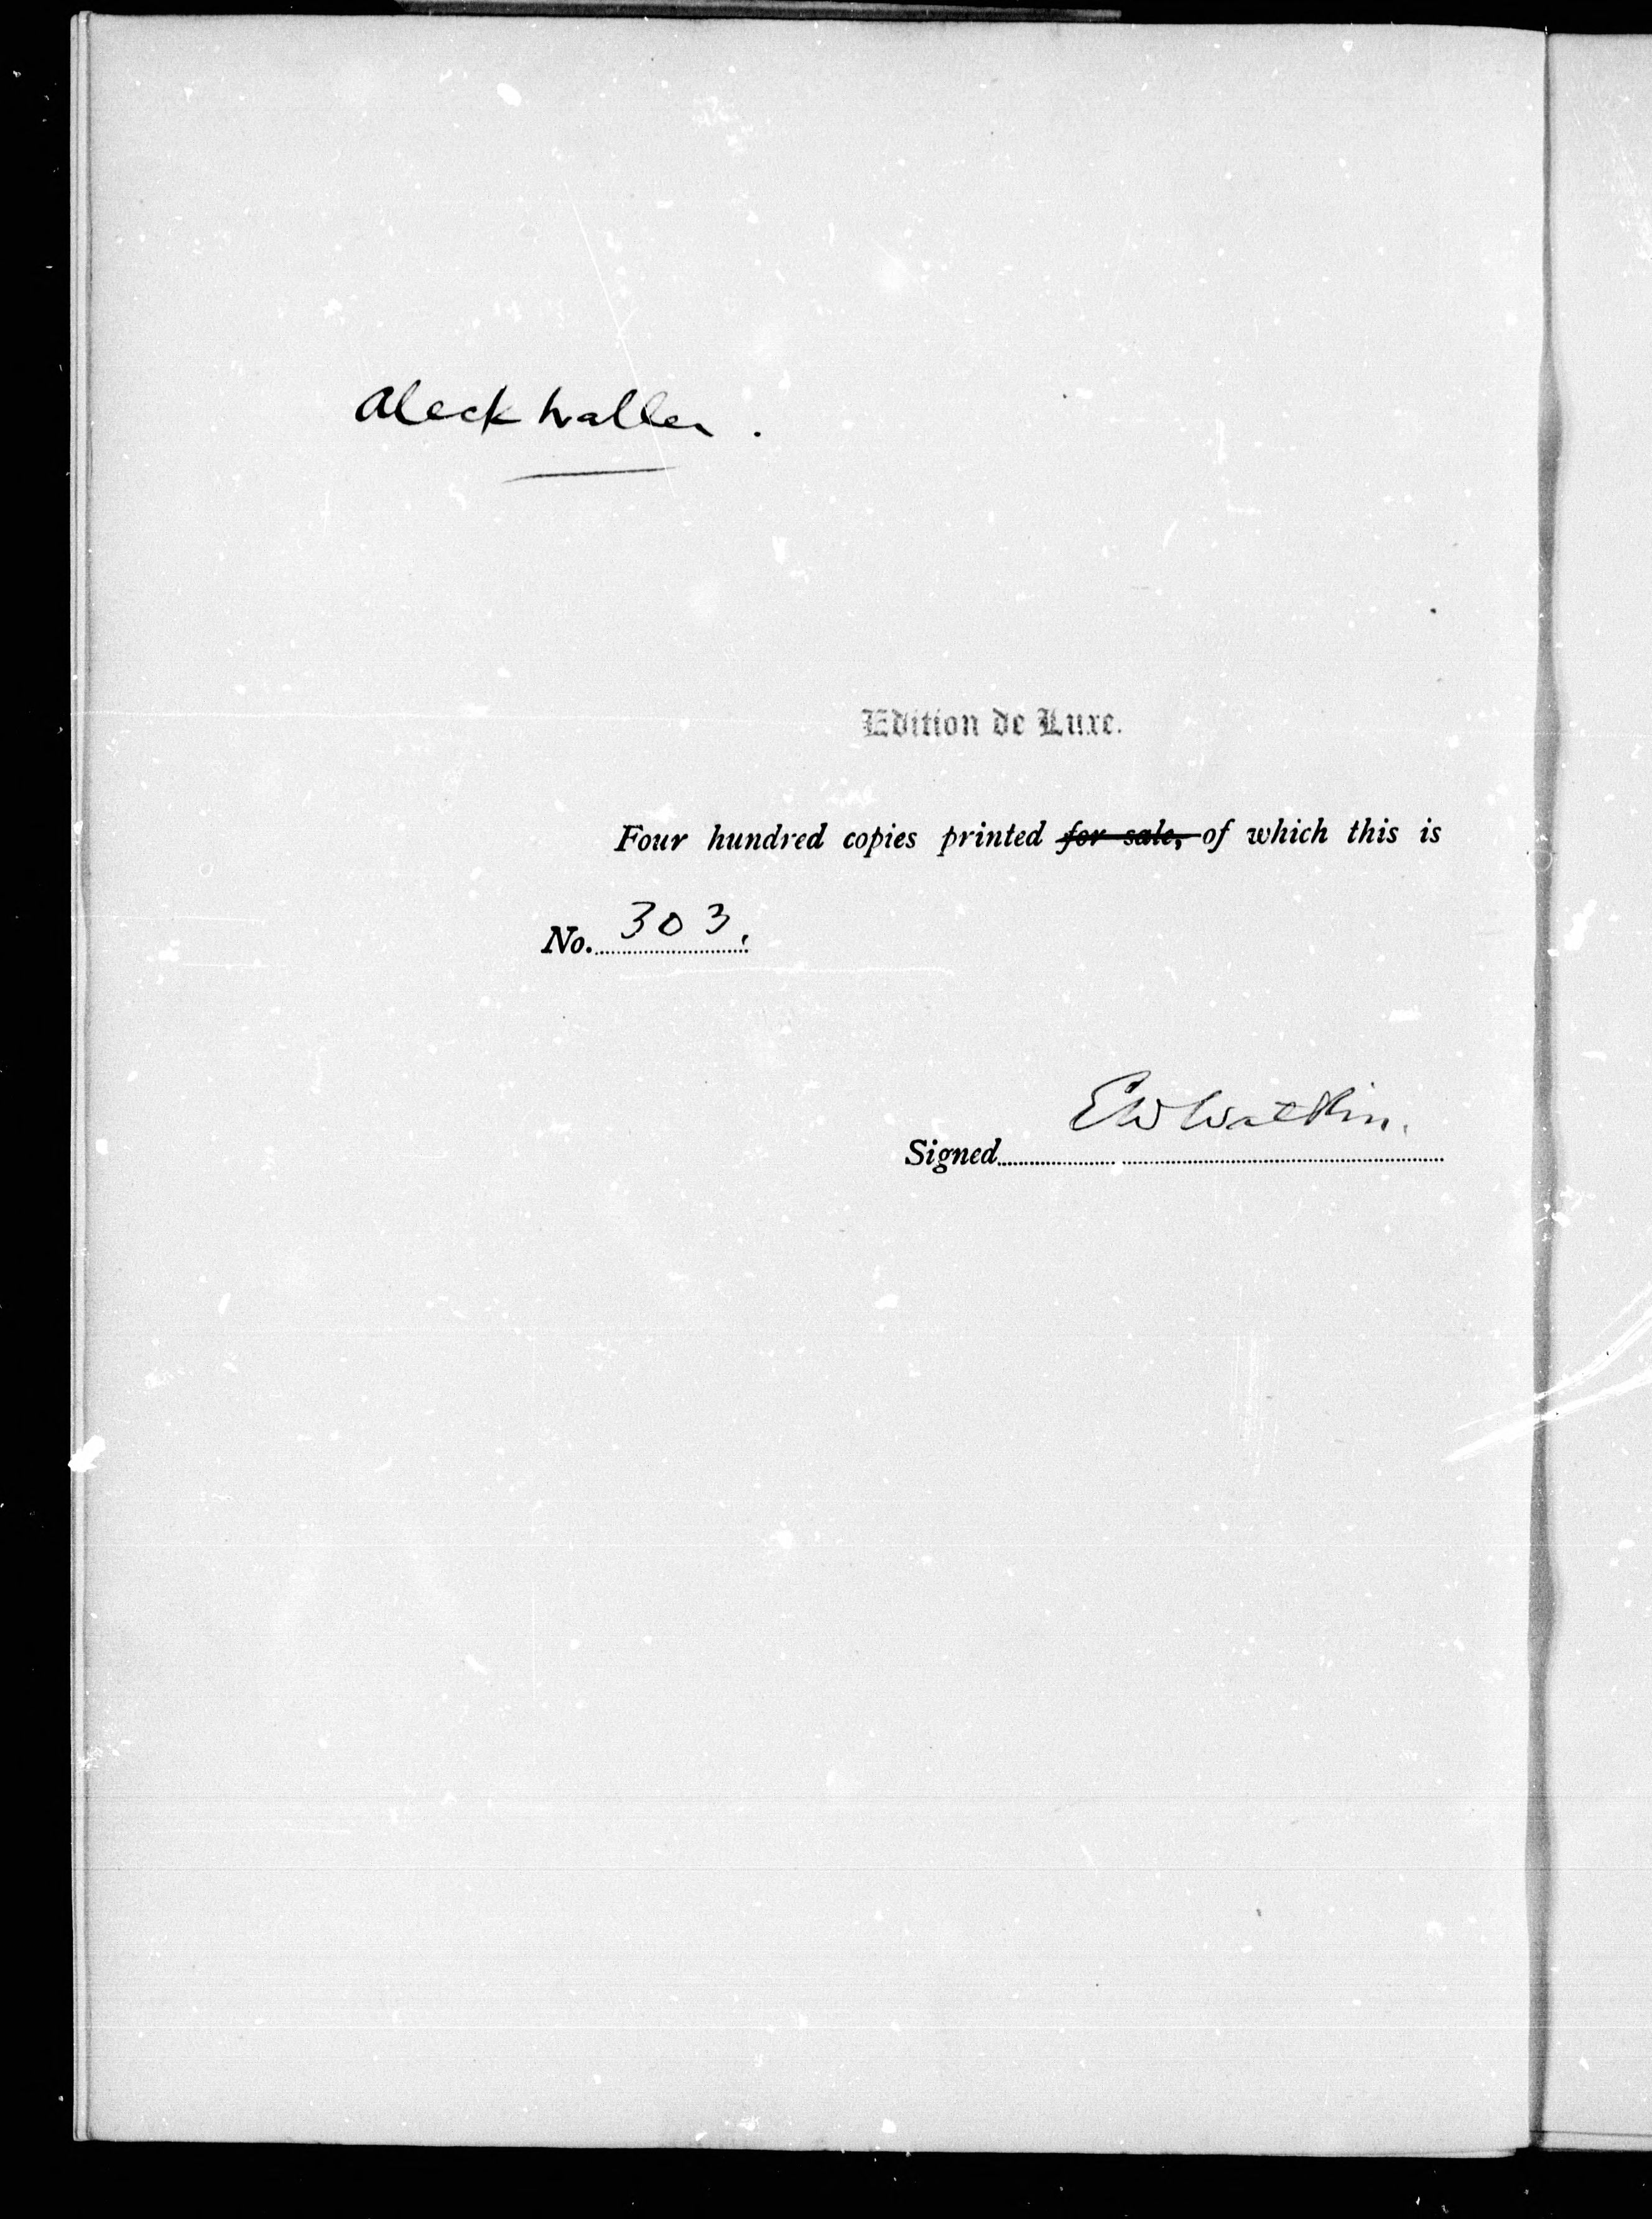 Aleck Waller.
Edition de Luxe.
Four hundred copies printed for sale, of which this is
No. 303.
EW Watkin.
Signed